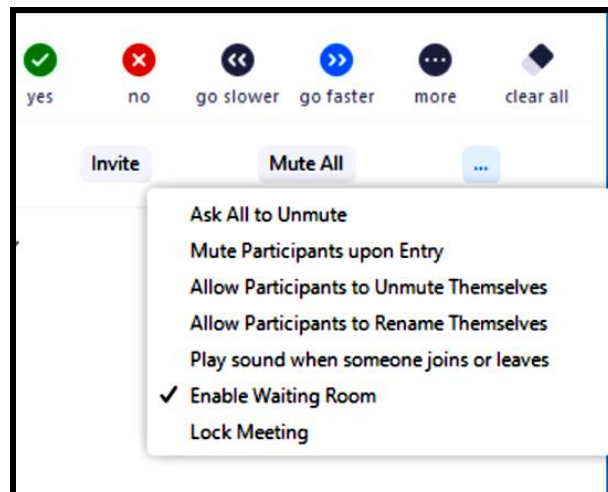 yes no go slower go faster more clear all
Invite Mute All ...
Ask All to Unmute
Mute Participants upon Entry
Allow Participants to Unmute Themselves
Allow Participants to Rename Themselves
Play sound when someone joins or leaves
Enable Waiting Room
Lock Meeting